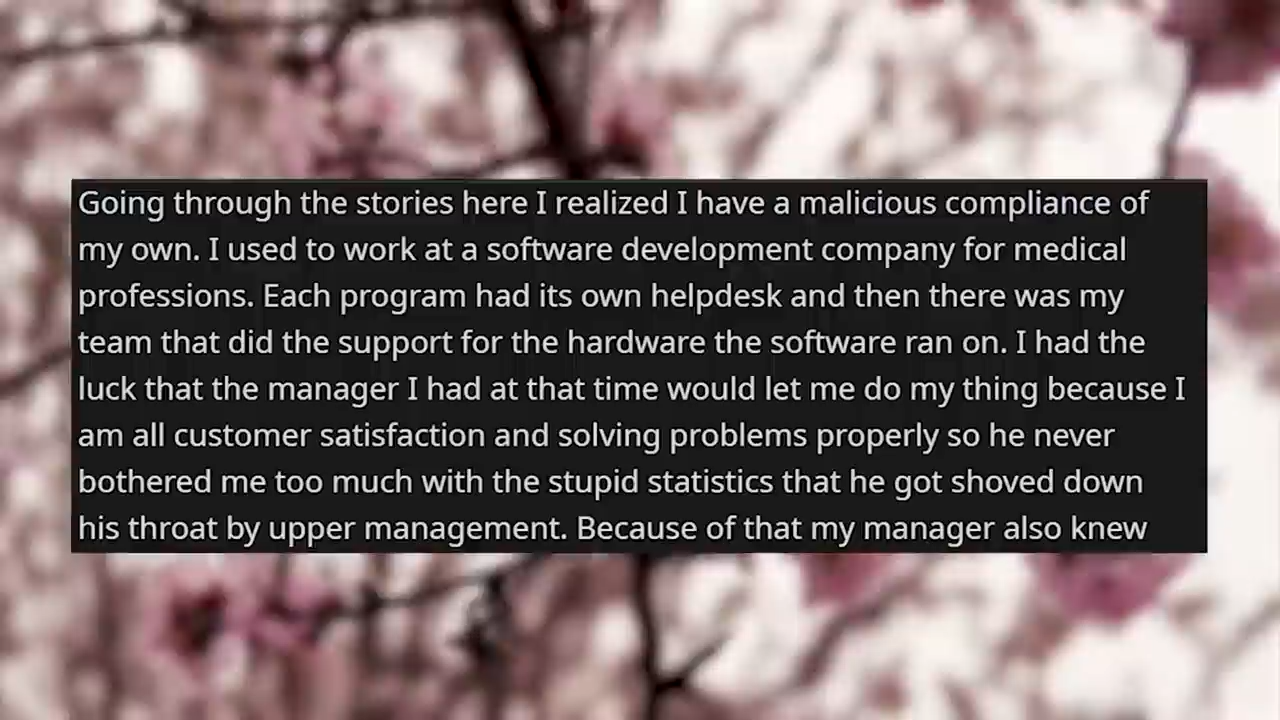 Going through the stories here I realized I have a malicious compliance of
my own. I used to work at a software development company for medical
professions. Each program had its own helpdesk and then there was my
team that did the support for the hardware the software ran on. I had the
luck that the manager I had at that time would let me do my thing because I
am all customer satisfaction and solving problems properly so he never
bothered me too much with the stupid statistics that he got shoved down
his throat by upper management. Because of that my manager also knew